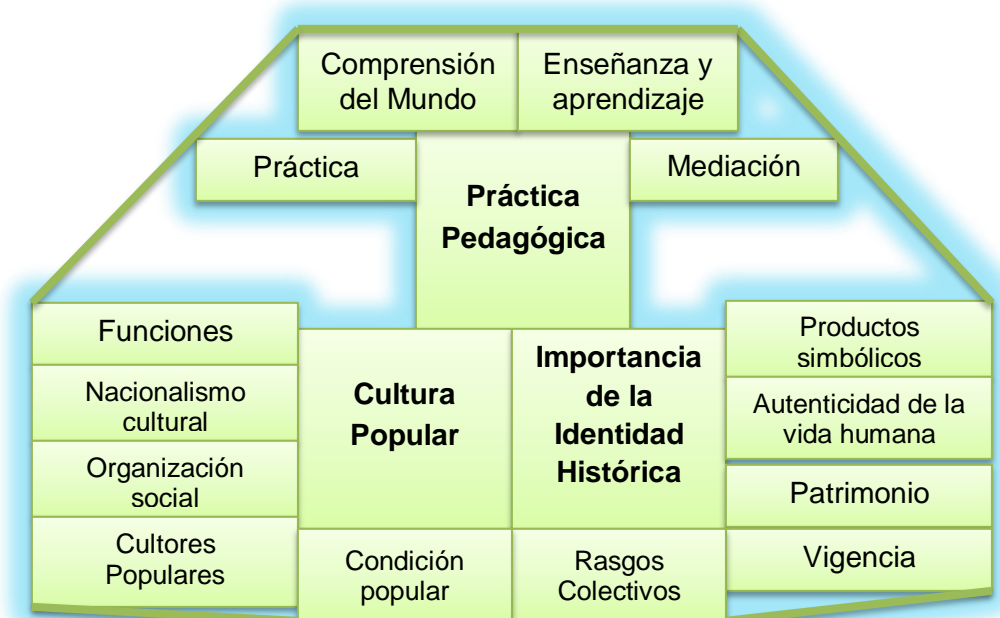 Comprensión
del Mundo
Enseñanza y
aprendizaje
Práctica
Mediación
Práctica
Pedagógica
Funciones
Nacionalismo
cultural
Organización
social
Cultores
Populares
Cultura
Popular
Condición
popular
Importancia
de la
Identidad
Histórica
Rasgos
Colectivos
Productos
simbólicos
Autenticidad de la
vida humana
Patrimonio
Vigencia